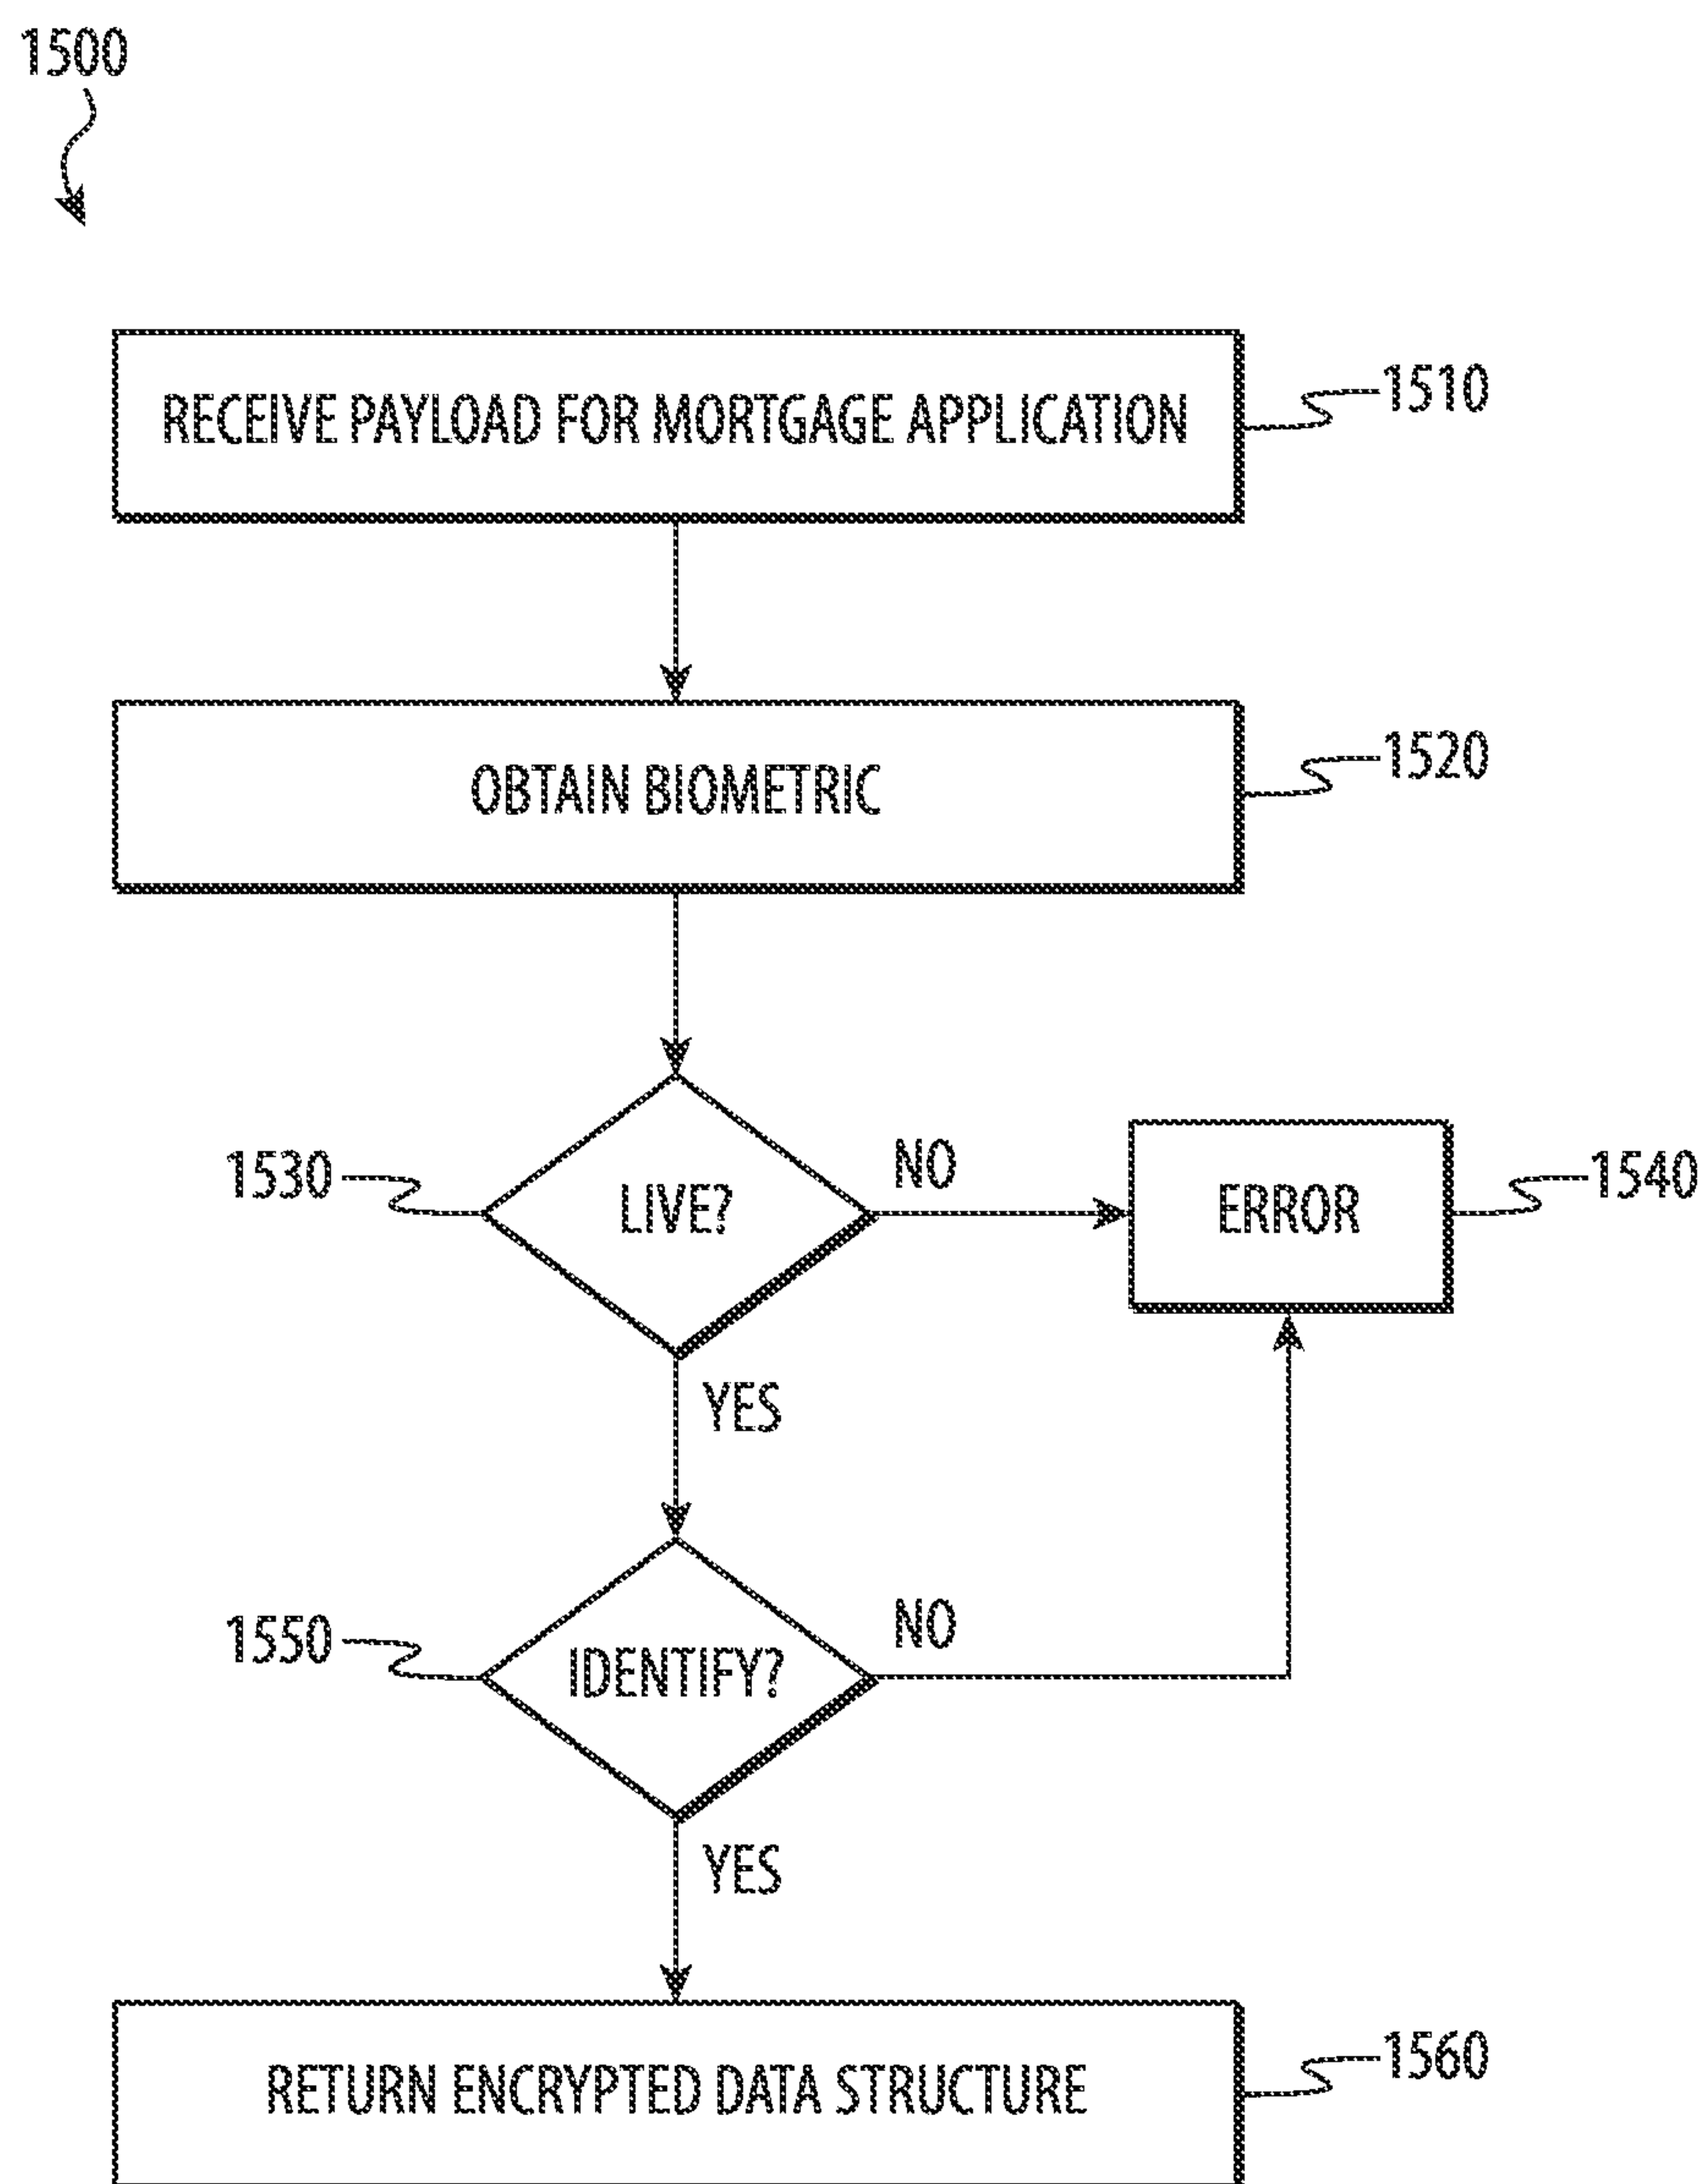 1500
RECEIVE PAYLOAD FOR MORTGAGE APPLICATION
1510
OBTAIN BIOMETRIC
1520
1530
LIVE?
NO
ERROR
1540
YES
1550
IDENTIFY?
NO
YES
RETURN ENCRYPTED DATA STRUCTURE
1560